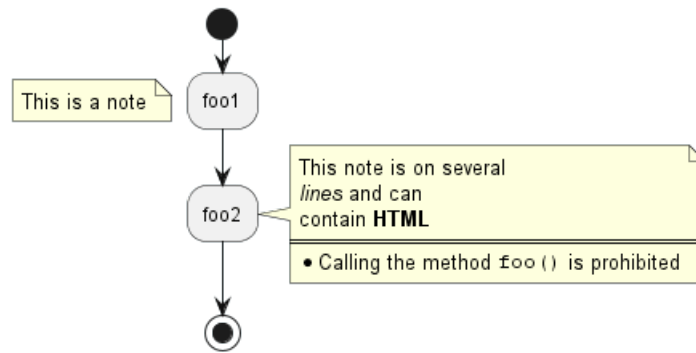 This is a note
foo1
This note is on several
lines and can
contain HTML
foo2
• Calling the method foo() is prohibited